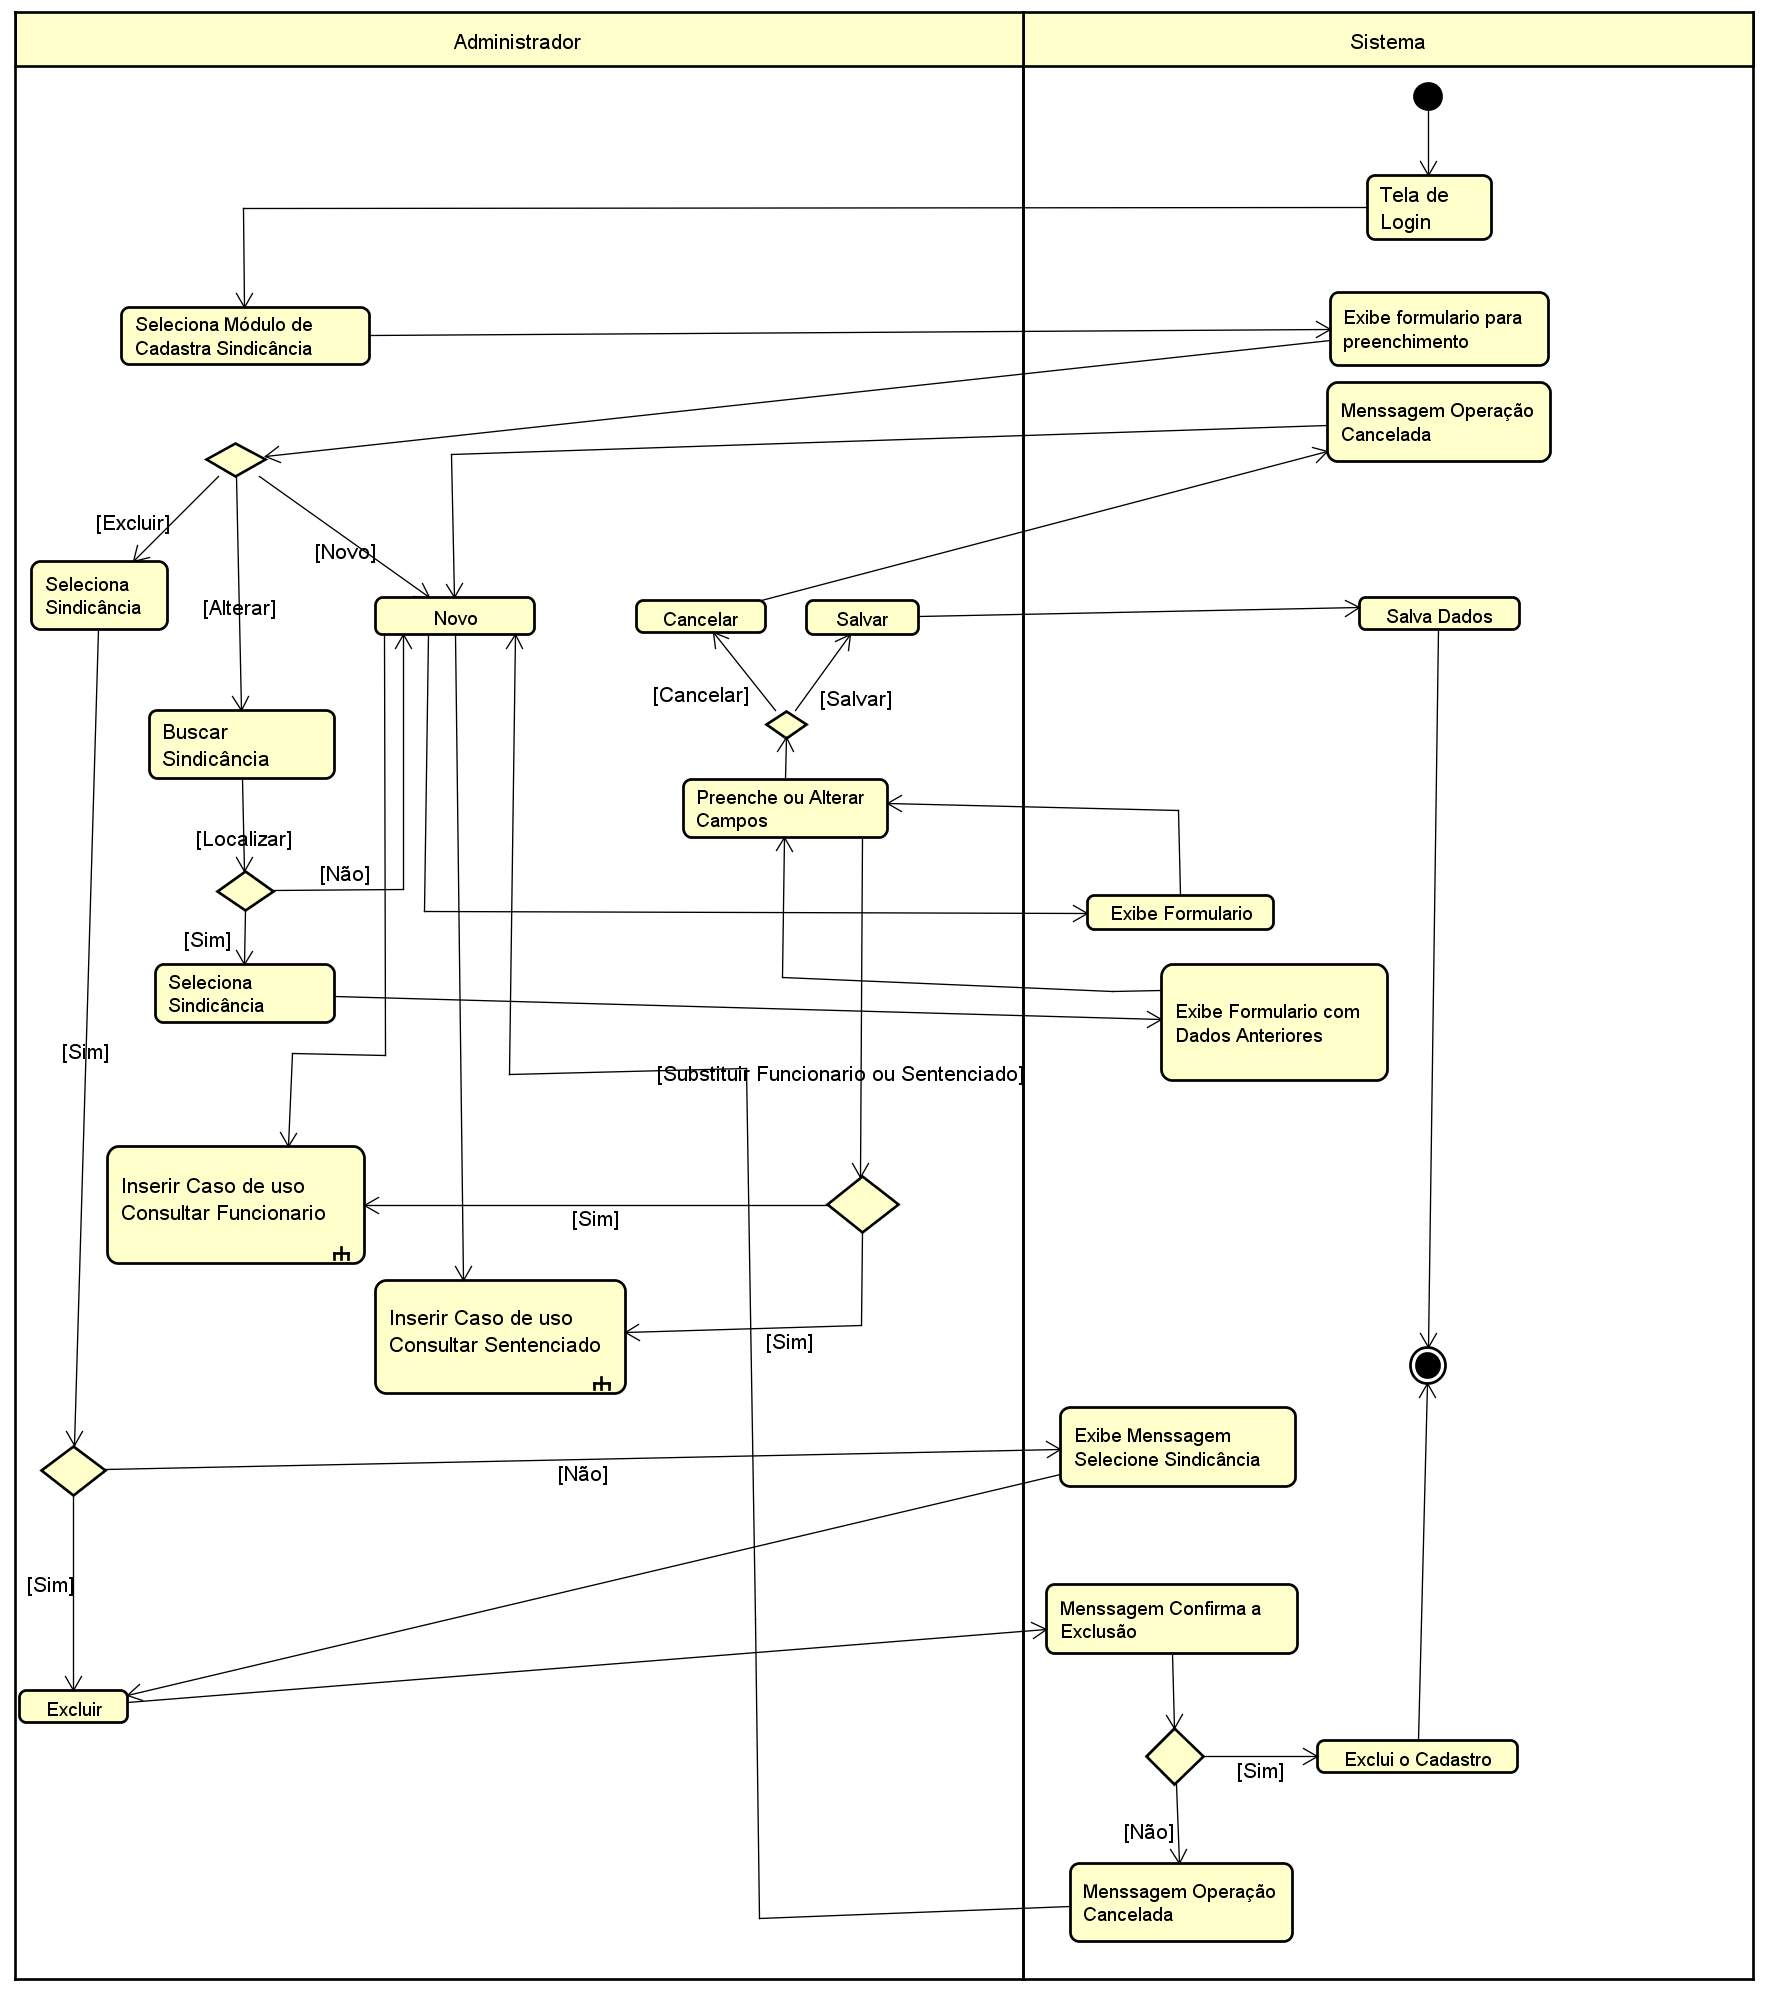 Administrador
Sistema
Tela de
Login
Seleciona Módulo de
Cadastra Sindicância
Exibe formulario para
preenchimento
Menssagem Operação
Cancelada
[Excluir]
[Novo]
[Alterar]
Seleciona
Sindicância
Novo
Cancelar
Salvar
Salva Dados
[Cancelar]
[Salvar]
Buscar
Sindicância
Preenche ou Alterar
Campos
[Localizar]
[Não]
Exibe Formulario
[Sim]
Seleciona
Sindicância
Exibe Formulario com
Dados Anteriores
[Sim]
[Substituir Funcionario ou Sentenciado]
Inserir Caso de uso
Consultar Funcionario
[Sim]
Inserir Caso de uso
Consultar Sentenciado
[Sim]
Exibe Menssagem
Selecione Sindicância
[Não]
[Sim]
Menssagem Confirma a
Exclusão
Excluir
Exclui o Cadastro
[Sim]
[Não]
Menssagem Operação
Cancelada